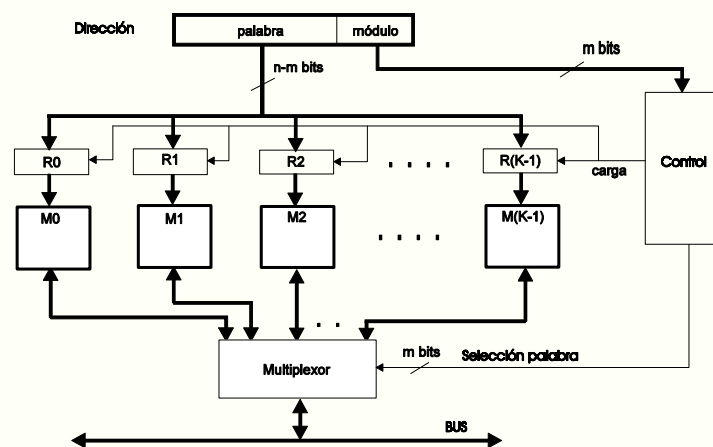 Dirección
palabra
módulo
n-m bits
m bits
R0
R1
R2
. . . .
R(K-1)
carga
Control
M0
M1
M2
. . . .
M(K-1)
. .
Multiplexor
m bits
Selección palabra
BUS